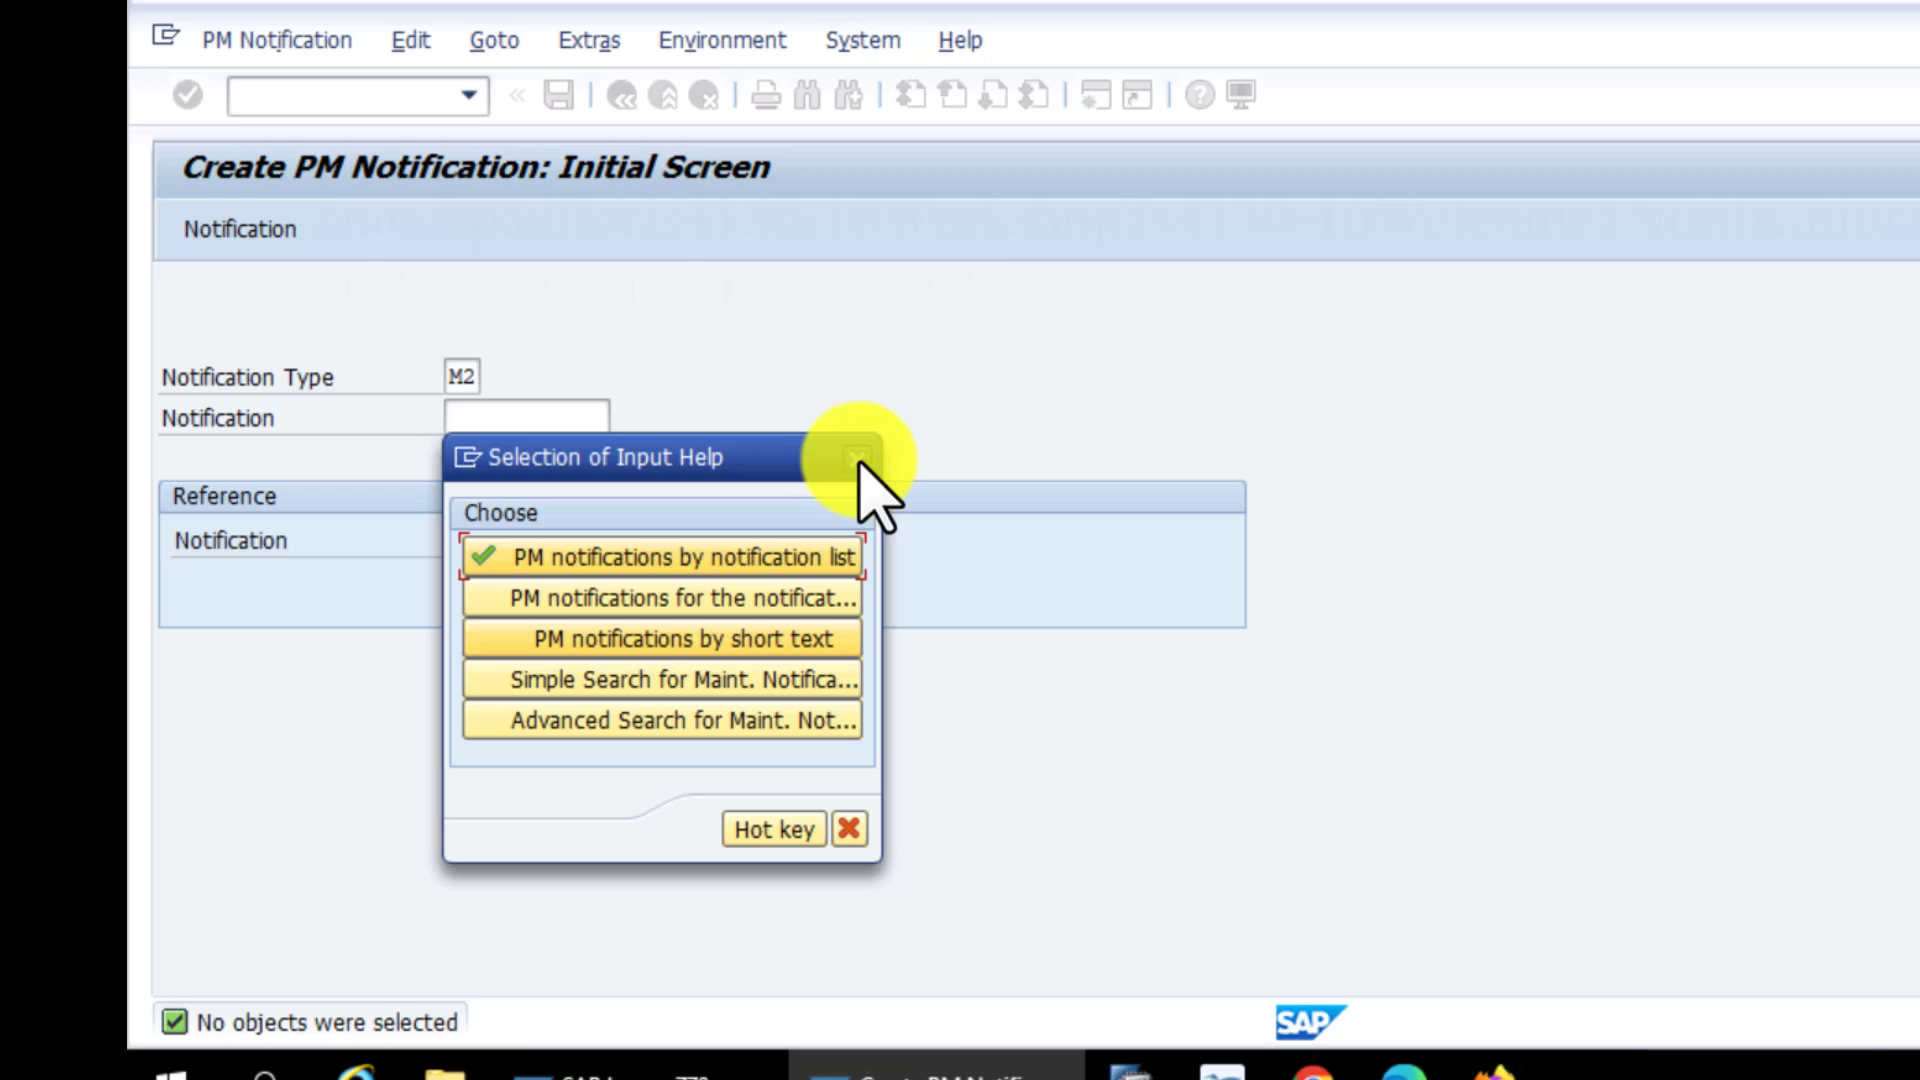 PM Notification Edit Goto Extras Environment System Help
Create PM Notification: Initial Screen
Notification
Notification Type M2
Notification
Selection of Input Help
Reference
Choose
Notification
PM notifications by notification list
PM notifications for the notificat...
PM notifications by short text
Simple Search for Maint. Notifica...
Advanced Search for Maint. Not...
Hot key
No objects were selected
SAP